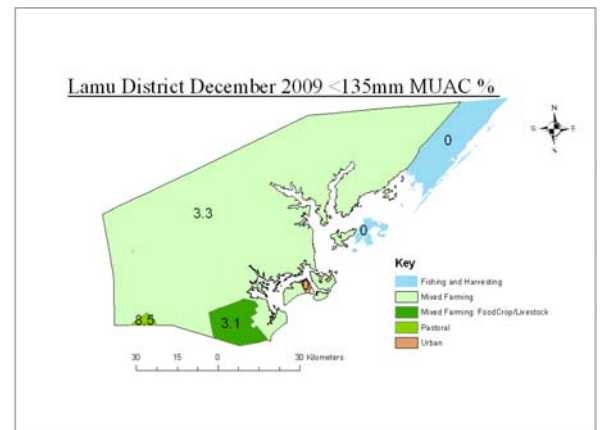 Lamu District December 2009 <135mm MUAC %
N
W E
S
0
3.3
0
Key
Fishing and Harvesting
Mixed Farming
Mixed Farming: FoodCrop/Livestock
Pastoral
Urban
8.5
3.1
30 15 0 30 Kilometers